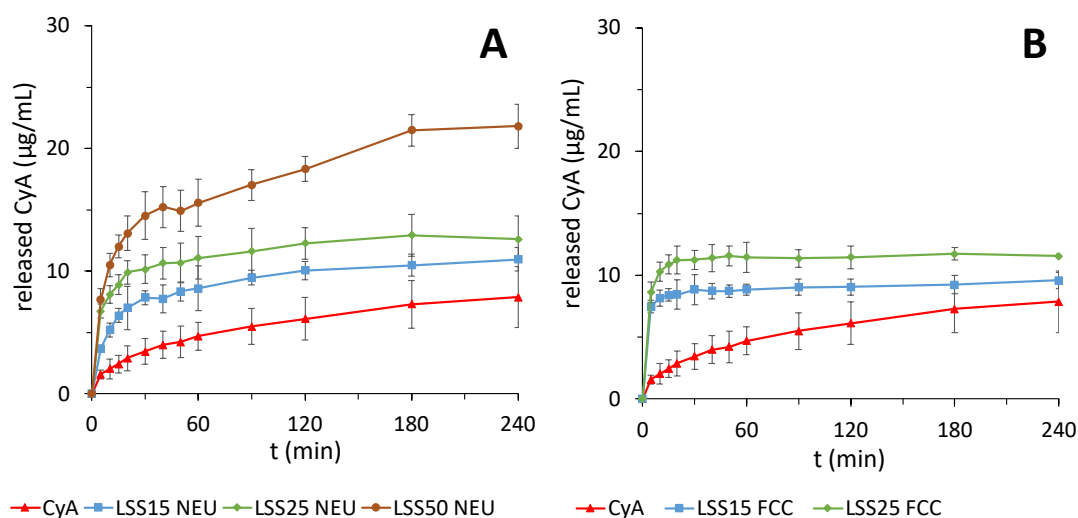 A
released CyA (µg/mL)
30
20
10
0
0 60 120 180 240
t (min)
CyA LSS15 NEU LSS25 NEU LSS50 NEU
B
released CyA (µg/mL)
30
20
10
0
0 60 120 180 240
t (min)
CyA LSS15 FCC LSS25 FCC